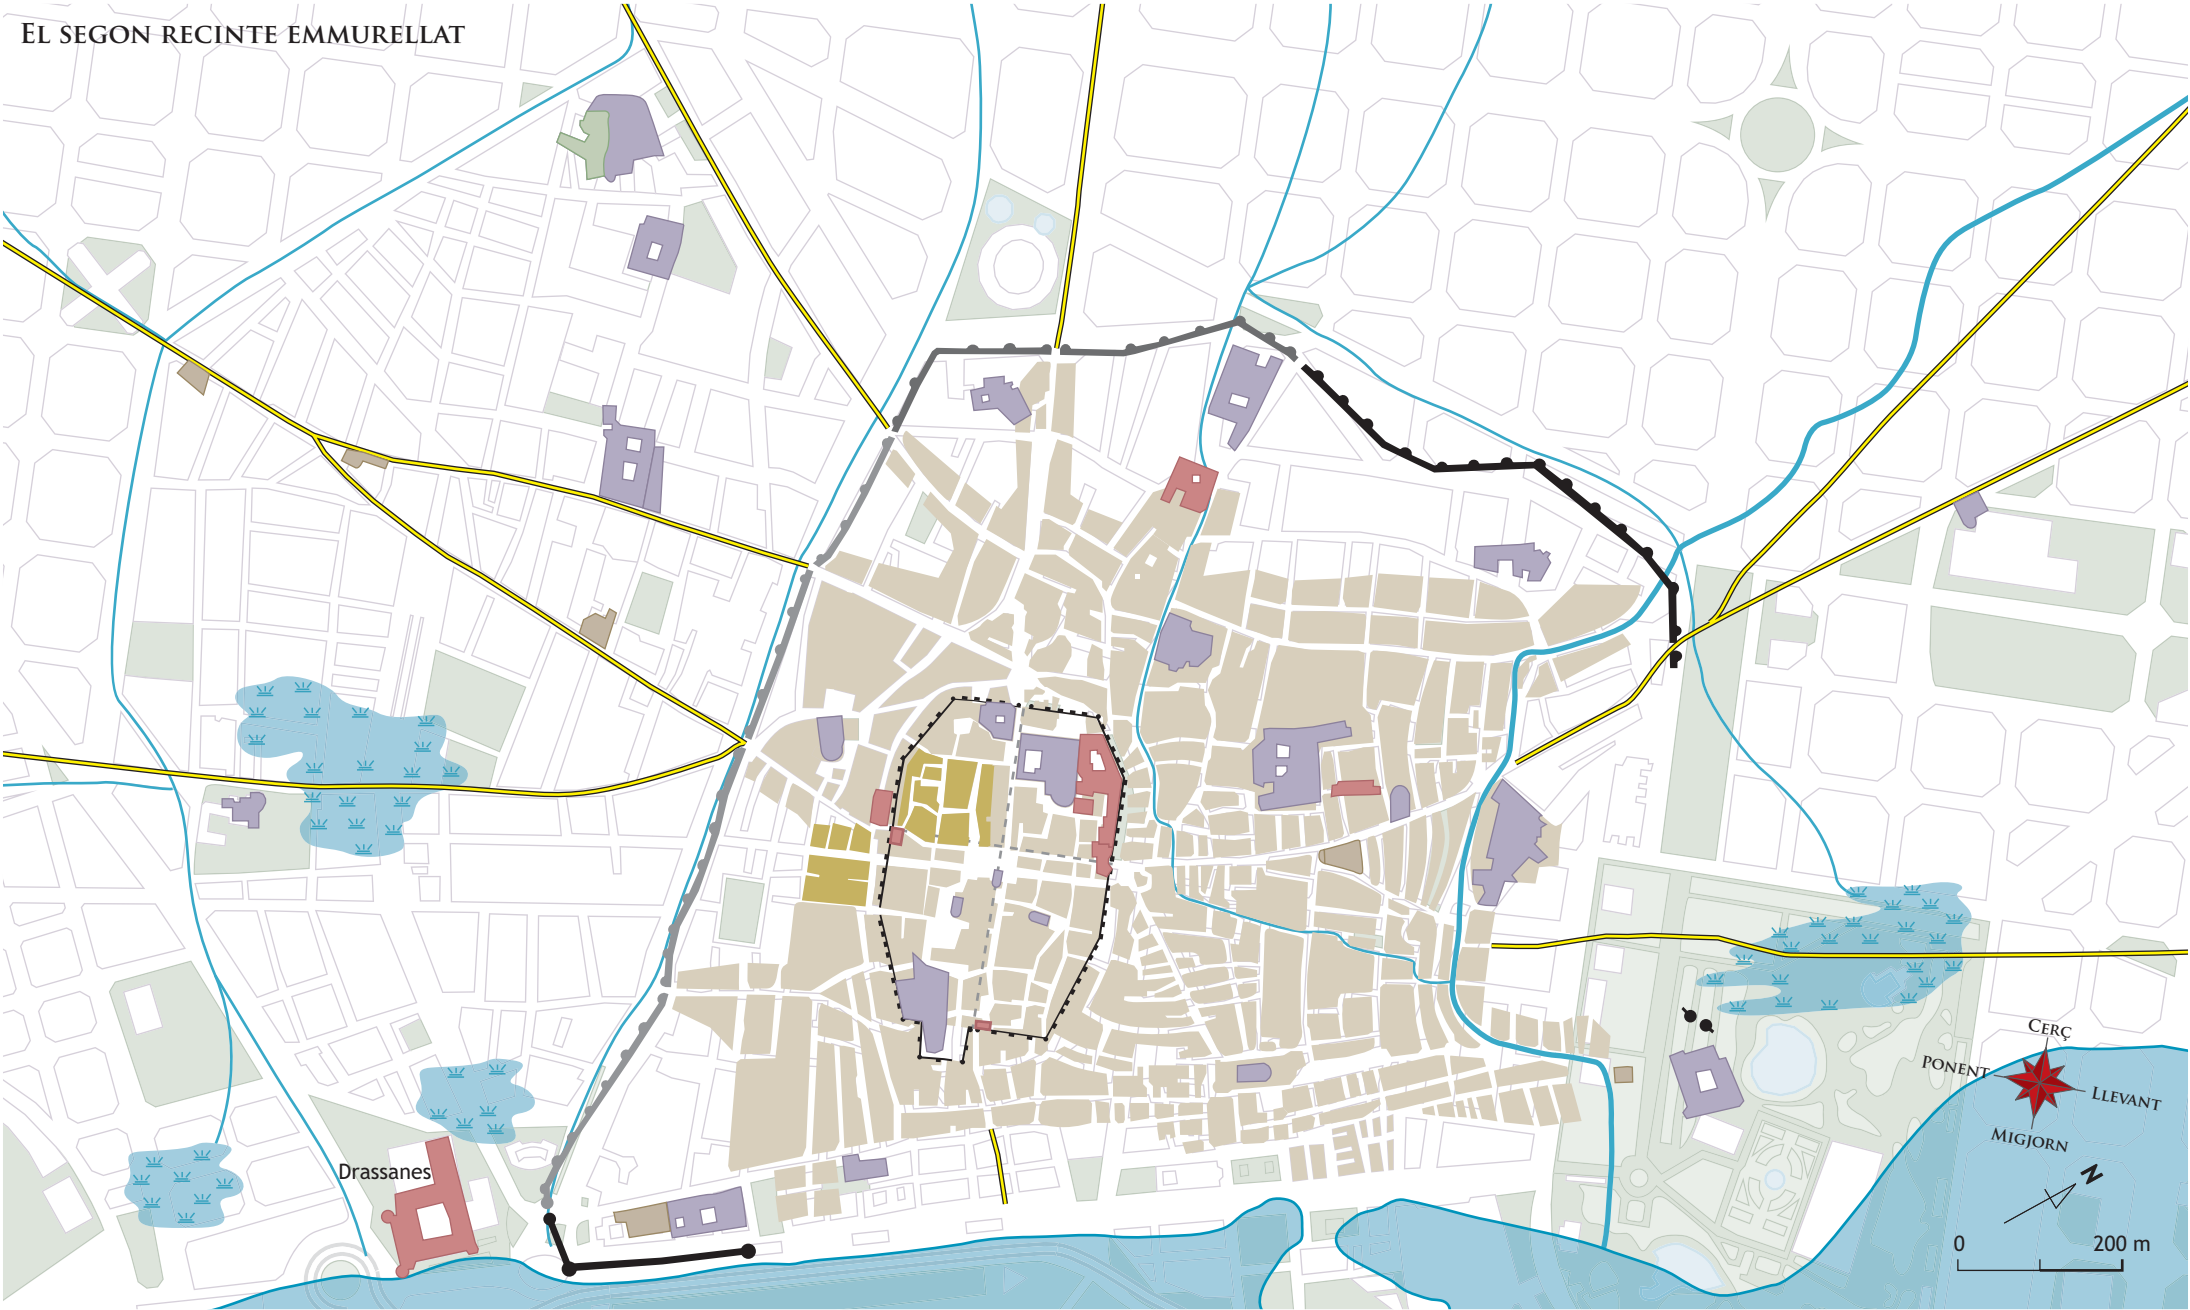 EL SEGON RECINTE EMMURELLAT
CERÇ
PONENT
LLEVANT
MIGJORN
Drassanes
N
0 200 m